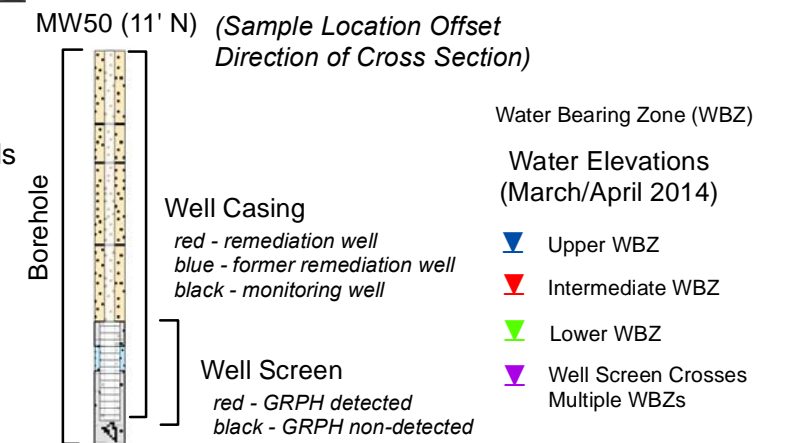 MW50 (11' N) (Sample Location Offset
Direction of Cross Section)
ls
Borehole
Well Casing
red - remediation well
blue - former remediation well
black - monitoring well
Well Screen
red - GRPH detected
black - GRPH non-detected
Water Bearing Zone (WBZ)
Water Elevations
(March/April 2014)
Upper WBZ
Intermediate WBZ
Lower WBZ
Well Screen Crosses
Multiple WBZs